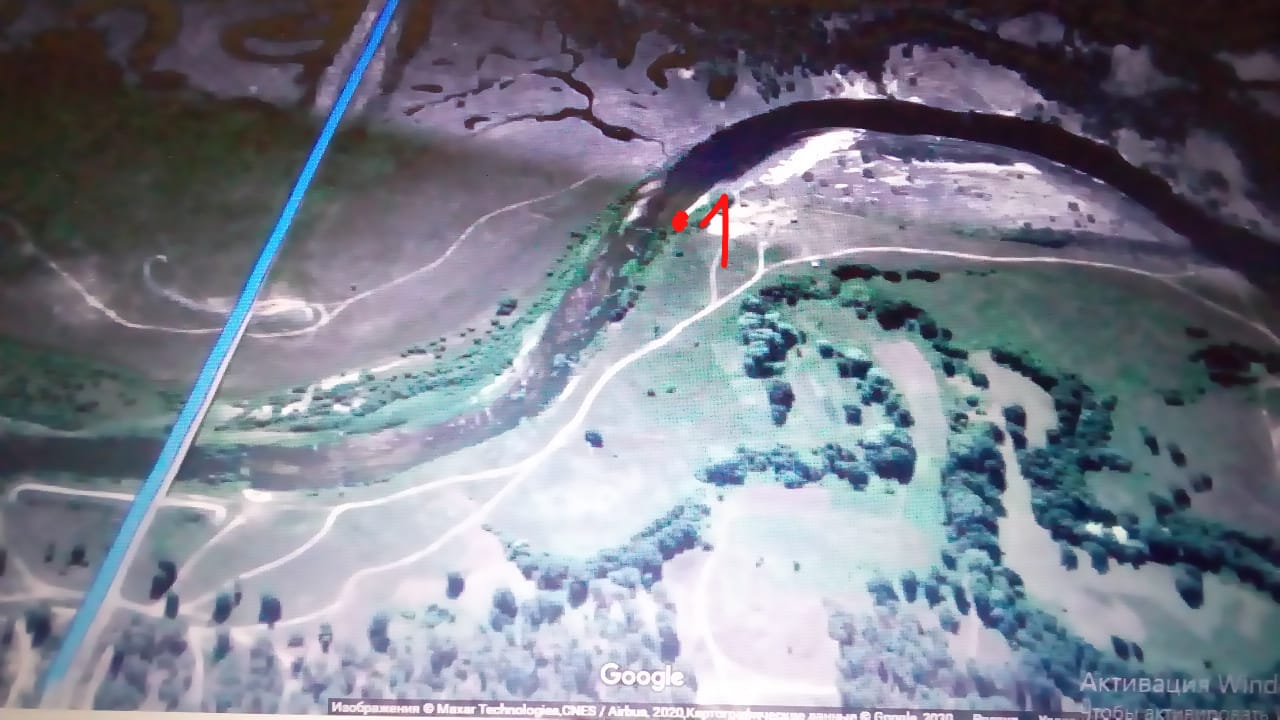 1
Google
Активация Wind
Изображения © Maxar Technologies,CNES / Airbus, 2020,Картографические данные © Google, 2020
Чтобы активировать